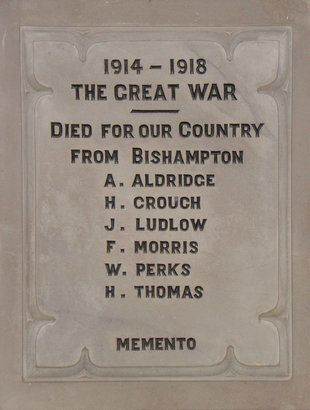 1914 – 1918
THE GREAT WAR
DIED FOR OUR COUNTRY
FROM BISHAMPTON
A. ALDRIDGE
H. CROUCH
J. LUDLOW
F. MORRIS
W. PERKS
H. THOMAS
MEMENTO